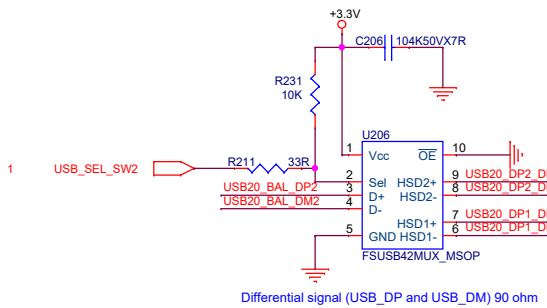 +3.3V
C206 104K50VX7R
R231
10K
U206
1 Vcc OE 10
1 USB_SEL_SW2 R211 33R
2 Sel HSD2+ 9 USB20_DP2_D
USB20_BAL_DP2 3 D+ HSD2- 8 USB20_DP2_D
USB20_BAL_DM2 4 D-
HSD1+ 7 USB20_DP1_D
5 GND HSD1- 6 USB20_DP1_D
FSUSB42MUX_MSOP
Differential signal (USB_DP and USB_DM) 90 ohm